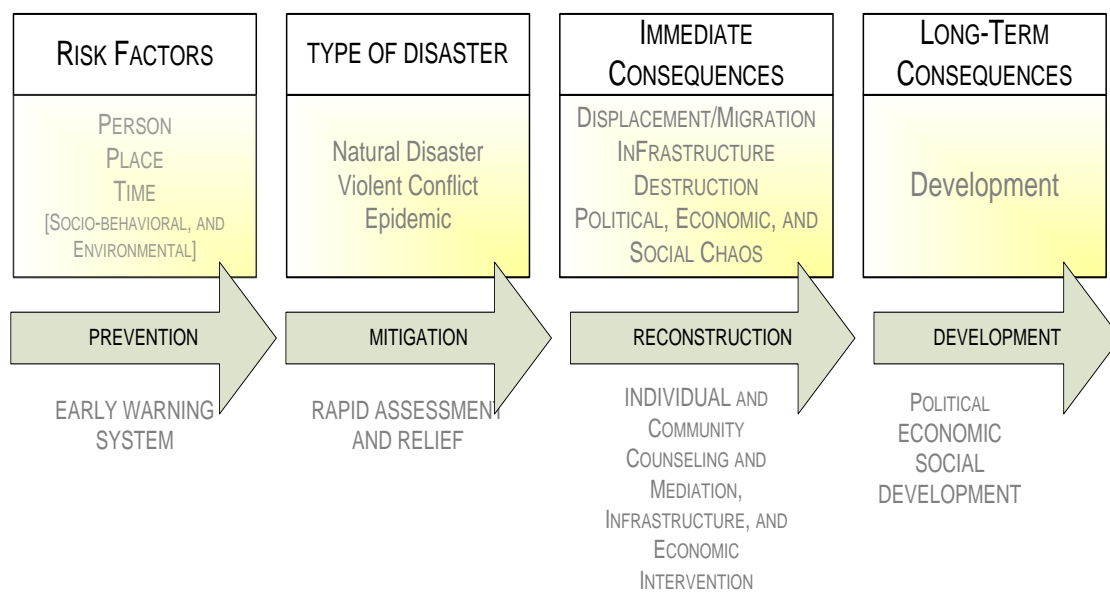 RISK FACTORS
PERSON
PLACE
TIME
[SOCIO-BEHAVIORAL, AND
ENVIRONMENTAL]
TYPE OF DISASTER
Natural Disaster
Violent Conflict
Epidemic
IMMEDIATE
CONSEQUENCES
DISPLACEMENT/MIGRATION
INFRASTRUCTURE
DESTRUCTION
POLITICAL, ECONOMIC, AND
SOCIAL CHAOS
LONG-TERM
CONSEQUENCES
Development
PREVENTION
MITIGATION
RECONSTRUCTION
DEVELOPMENT
EARLY WARNING
SYSTEM
RAPID ASSESSMENT
AND RELIEF
INDIVIDUAL AND
COMMUNITY
COUNSELING AND
MEDIATION,
INFRASTRUCTURE, AND
ECONOMIC
INTERVENTION
POLITICAL
ECONOMIC
SOCIAL
DEVELOPMENT